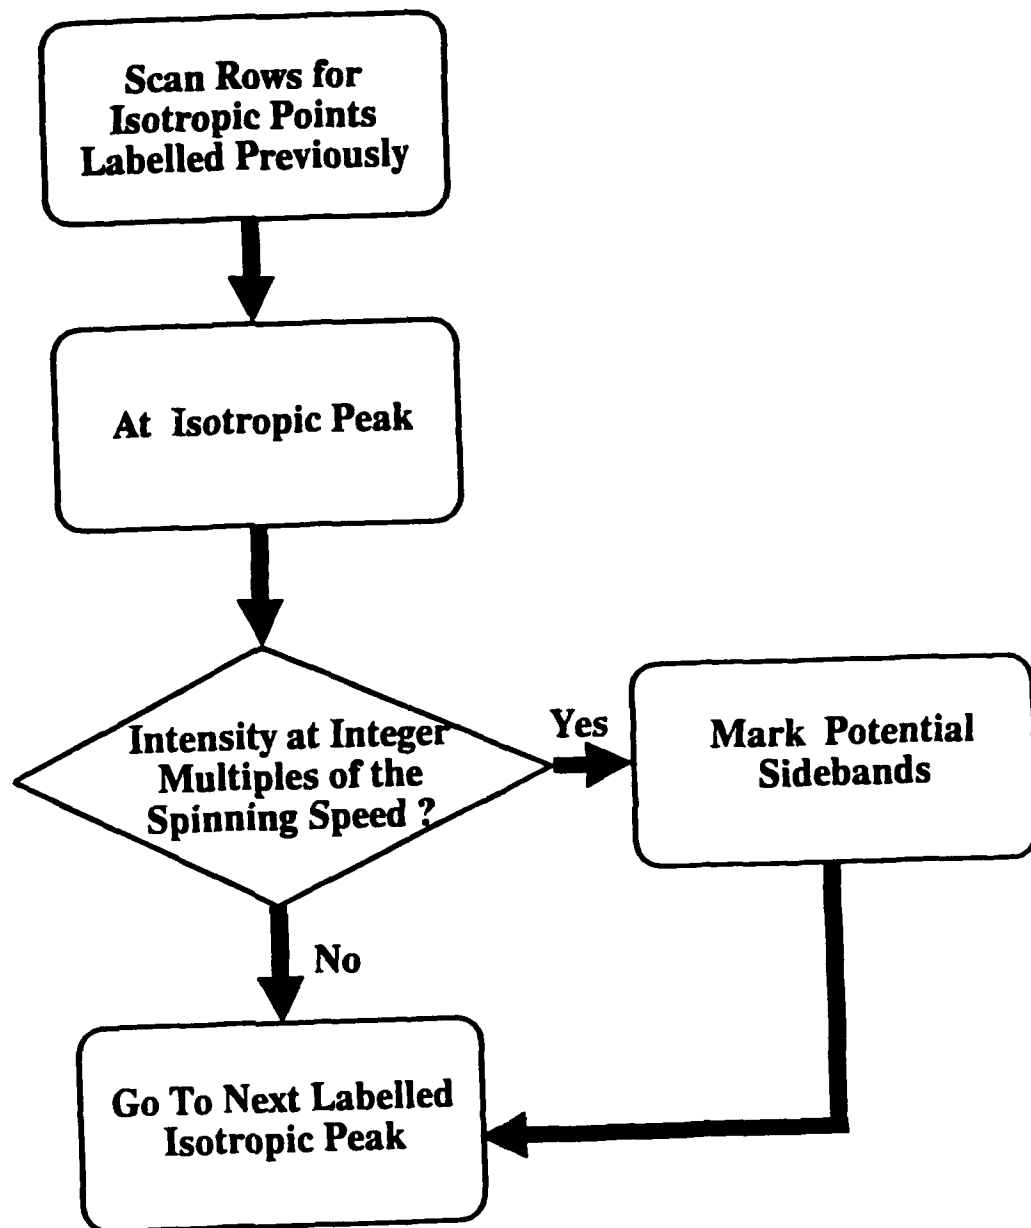 Scan Rows for
Isotropic Points
Labelled Previously
At Isotropic Peak
Intensity at Integer
Multiples of the
Spinning Speed ?
Yes
Mark Potential
Sidebands
No
Go To Next Labelled
Isotropic Peak